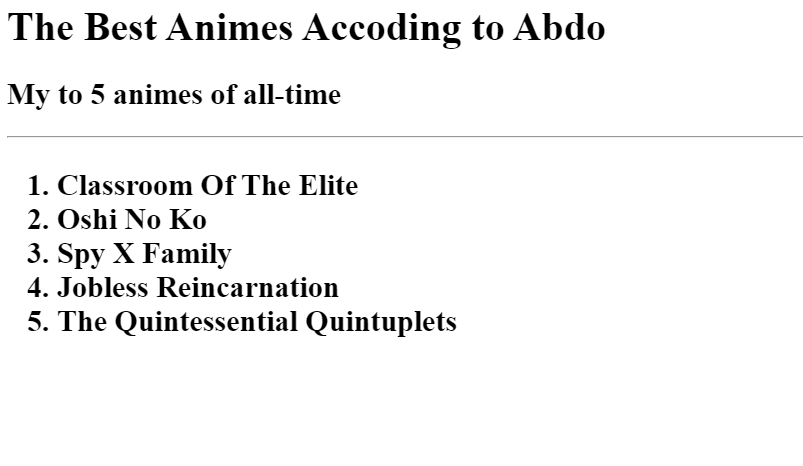 The Best Animes Accoding to Abdo
My to 5 animes of all-time
1. Classroom Of The Elite
2. Oshi No Ko
3. Spy X Family
4. Jobless Reincarnation
5. The Quintessential Quintuplets